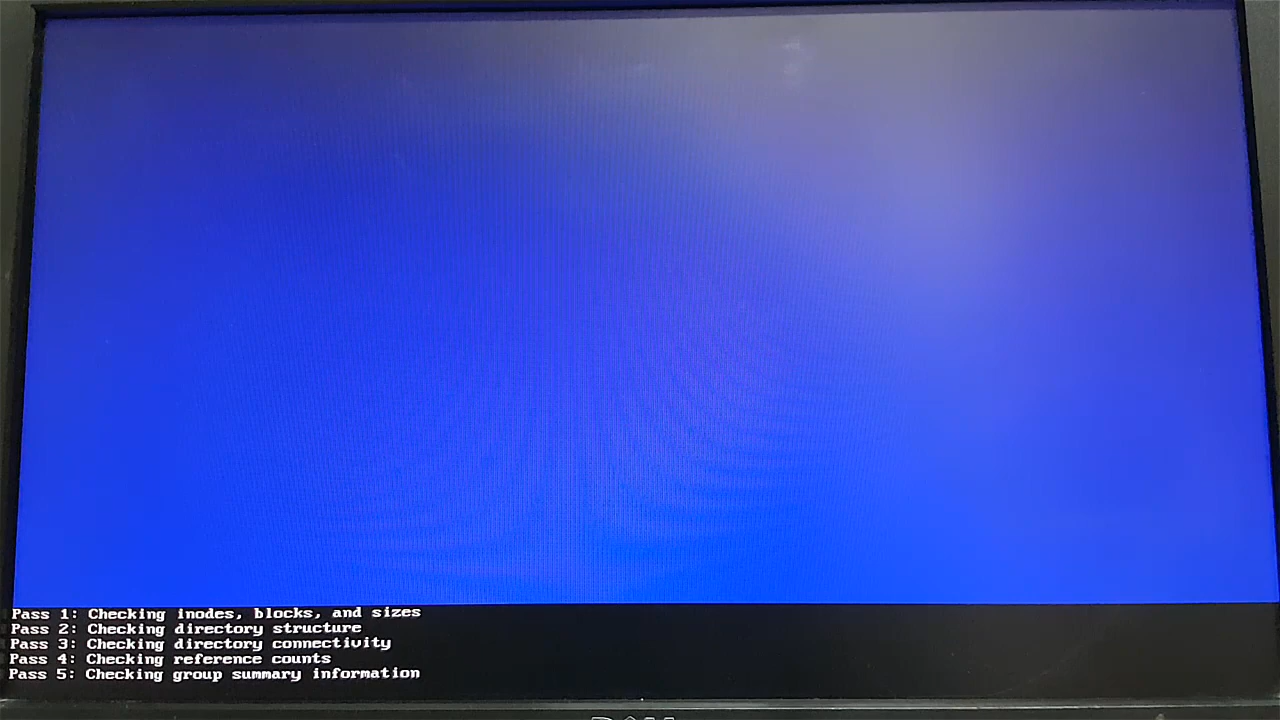 Pass 1: Checking inodes, blocks, and sizes
Pass 2: Checking directory structure
Pass 3: Checking directory connectivity
Pass 4: Checking reference counts
Pass 5: Checking group summary information